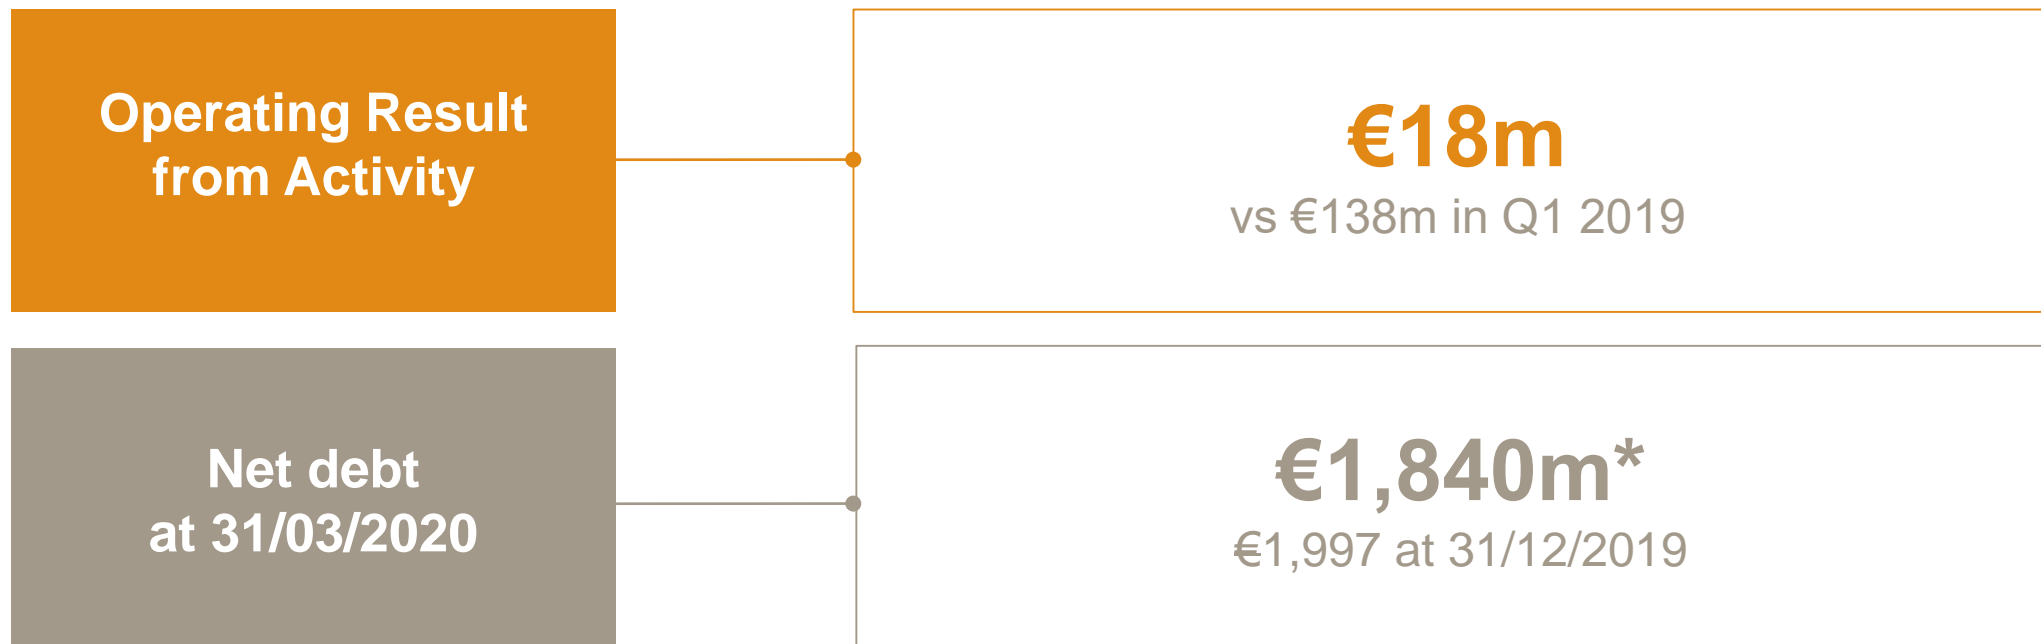 Operating Result
from Activity
€18m
vs €138m in Q1 2019
Net debt
at 31/03/2020
€1,840m*
€1,997 at 31/12/2019